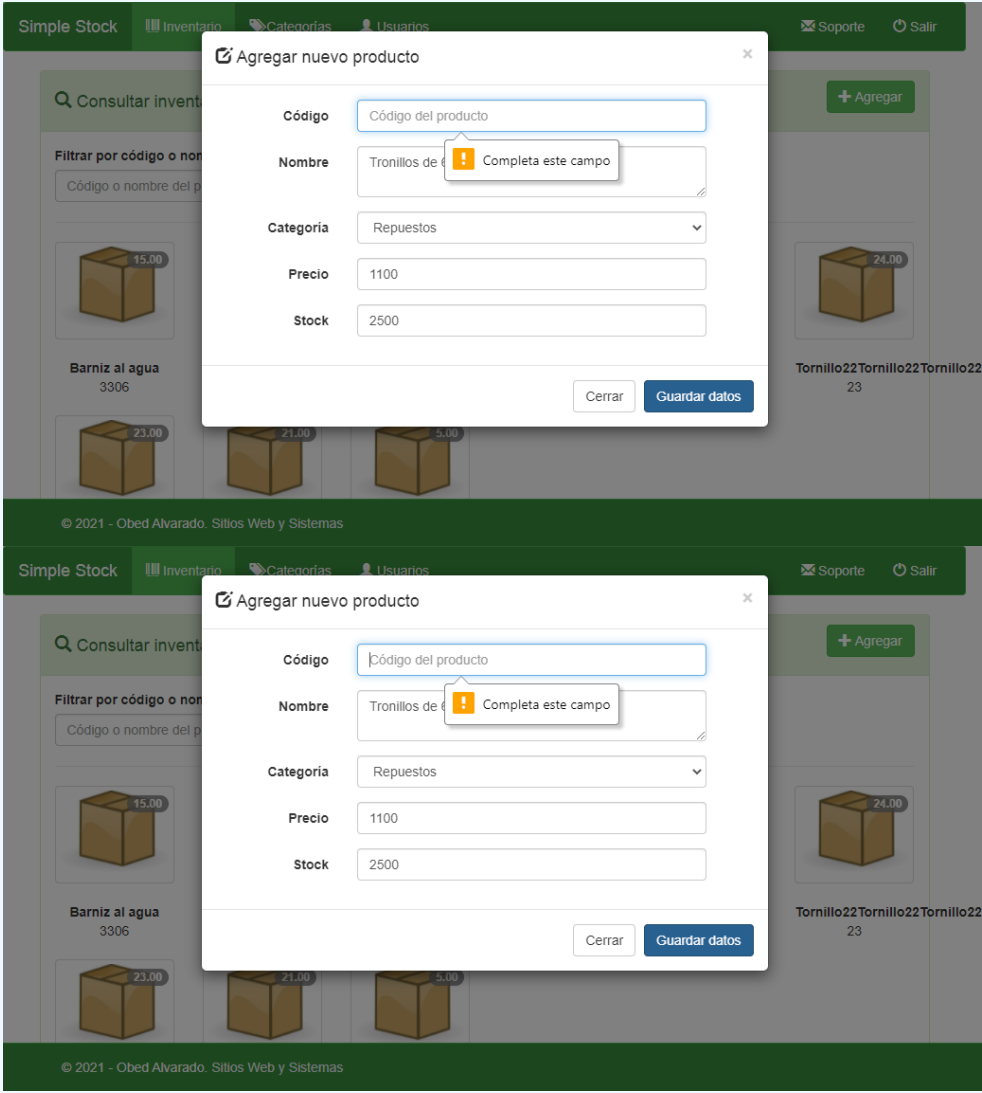 Simple Stock Inventario Categorías Usuarios Soporte Salir
Agregar nuevo producto ×
Consultar invent + Agregar
Código Código del producto
Completa este campo
Filtrar por código o nom
Nombre Tronillos de
Código o nombre del p
Categoría Repuestos
15.00 24.00
Precio 1100
Stock 2500
Barniz al agua Tornillo22Tornillo22Tornillo22
3306 23
Cerrar Guardar datos
23.00 21.00 5.00
© 2021 - Obed Alvarado. Sitios Web y Sistemas
Simple Stock Inventario Categorías Usuarios Soporte Salir
Agregar nuevo producto ×
Consultar invent + Agregar
Código Código del producto
Completa este campo
Filtrar por código o nom
Nombre Tronillos de
Código o nombre del p
Categoría Repuestos
15.00 24.00
Precio 1100
Stock 2500
Barniz al agua Tornillo22Tornillo22Tornillo22
3306 23
Cerrar Guardar datos
23.00 21.00 5.00
© 2021 - Obed Alvarado. Sitios Web y Sistemas